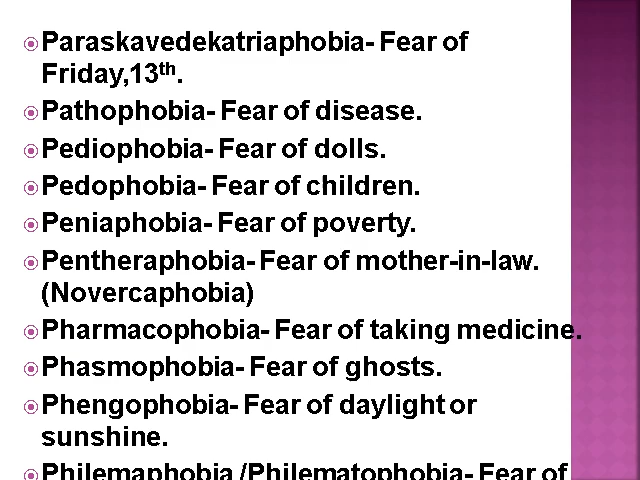 Paraskavedekatriaphobia- Fear of
Friday,13th.
Pathophobia- Fear of disease.
Pediophobia- Fear of dolls.
Pedophobia- Fear of children.
Peniaphobia- Fear of poverty.
Pentheraphobia- Fear of mother-in-law.
(Novercaphobia)
Pharmacophobia- Fear of taking medicine.
Phasmophobia- Fear of ghosts.
Phengophobia- Fear of daylight or
sunshine.
Philemaphobia /Philematophobia- Fear of